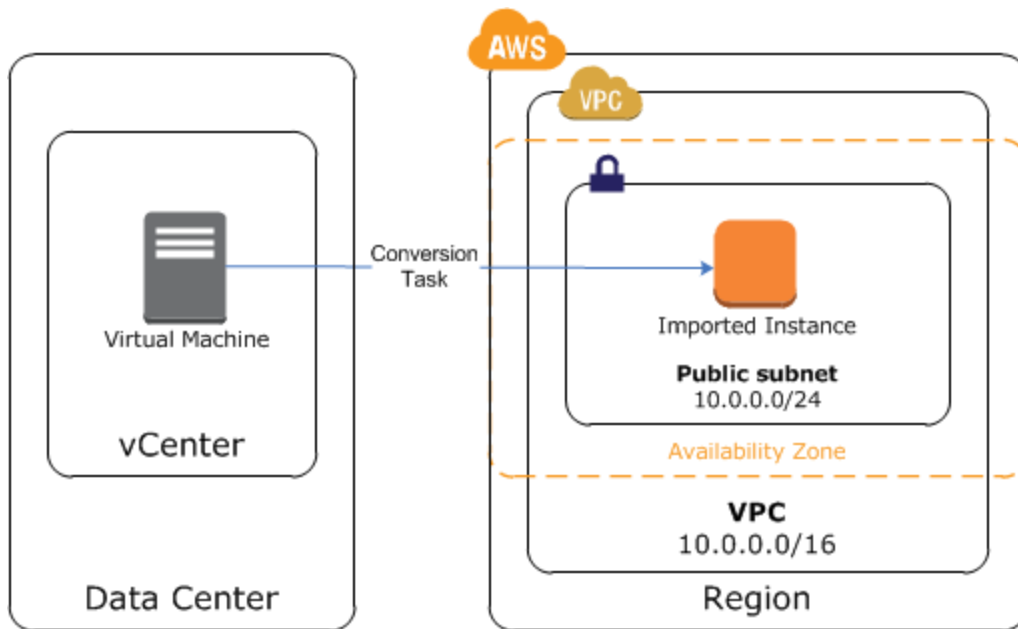 AWS
VPC
Conversion
Task
Virtual Machine
Imported Instance
Public subnet
10.0.0.0/24
vCenter
Availability Zone
VPC
10.0.0.0/16
Data Center
Region